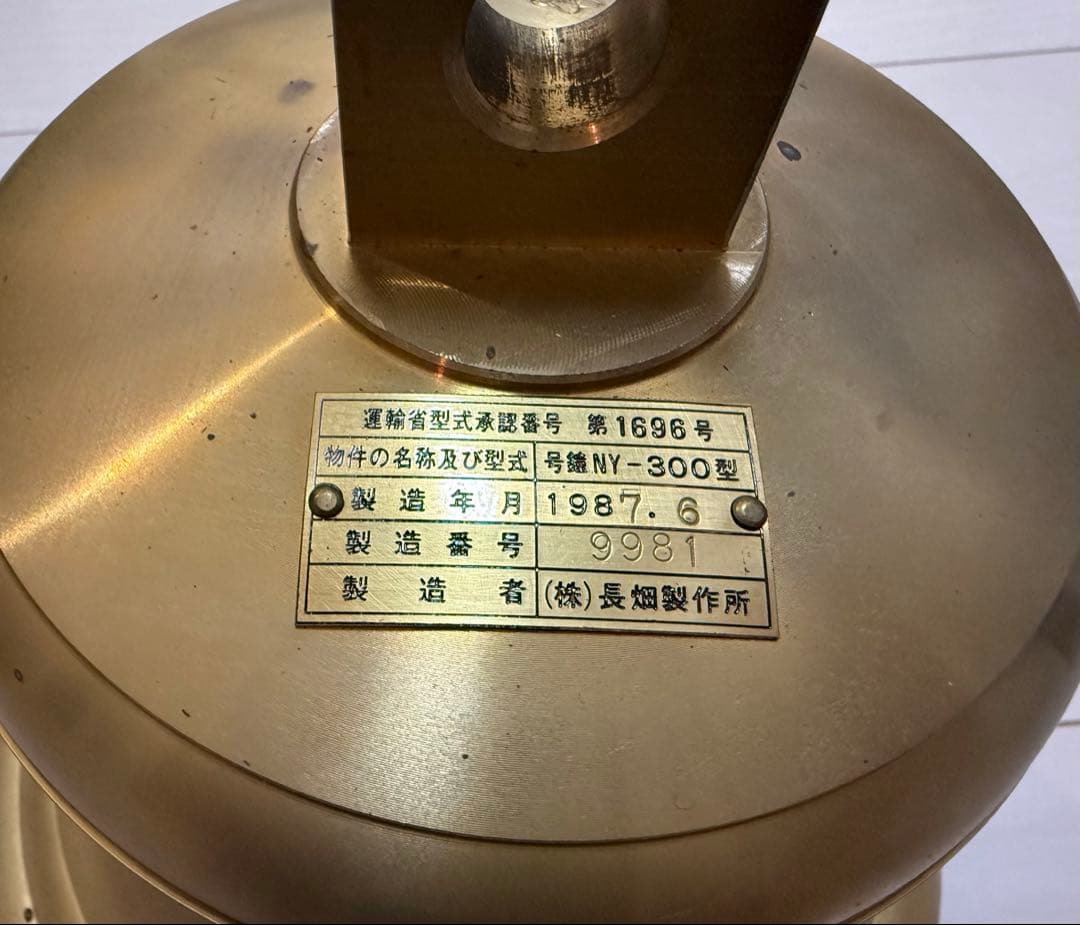 運輸省型式承認番号 第1696号
物件の名称及び型式 号鐘NY-300型
製造年月 1987.6
製造番号 9981
製造者 (株)長畑製作所